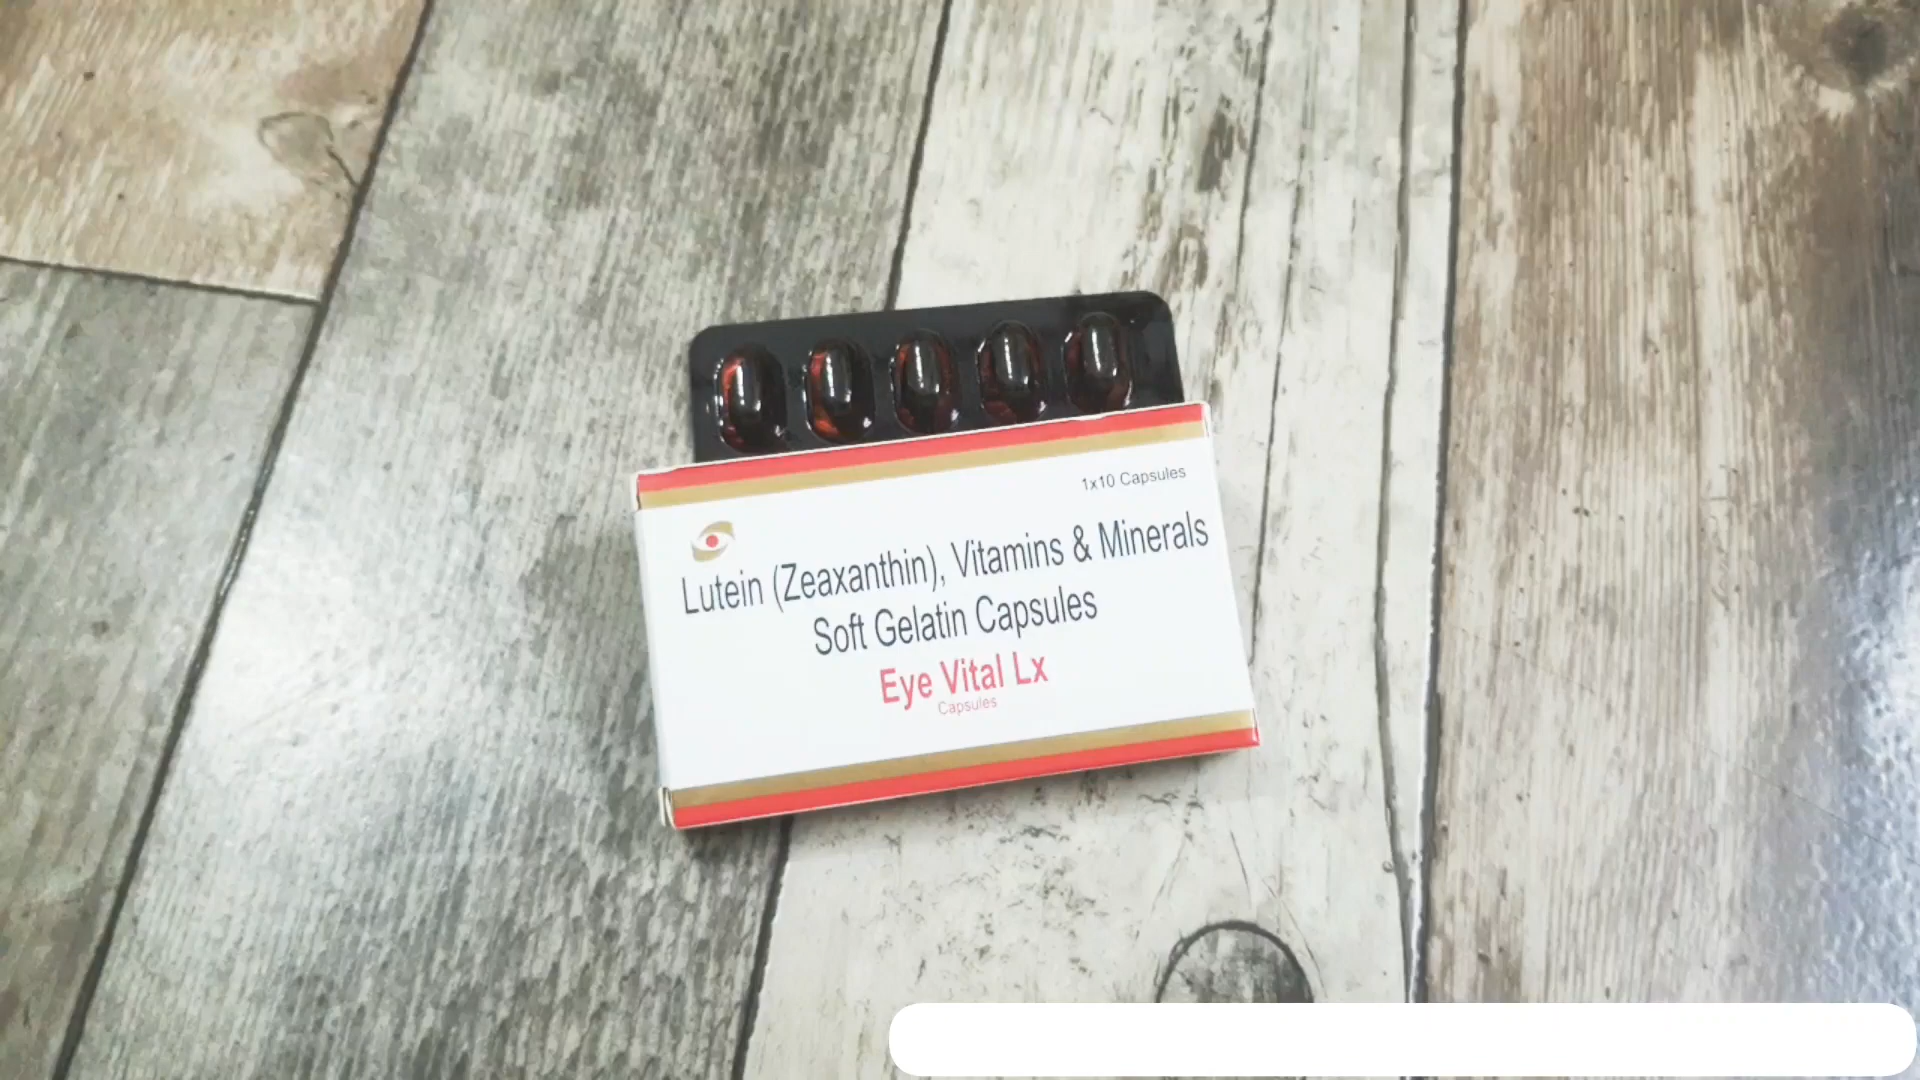 1x10 Capsules
Lutein (Zeaxanthin), Vitamins & Minerals
Soft Gelatin Capsules
Eye Vital Lx
Capsules